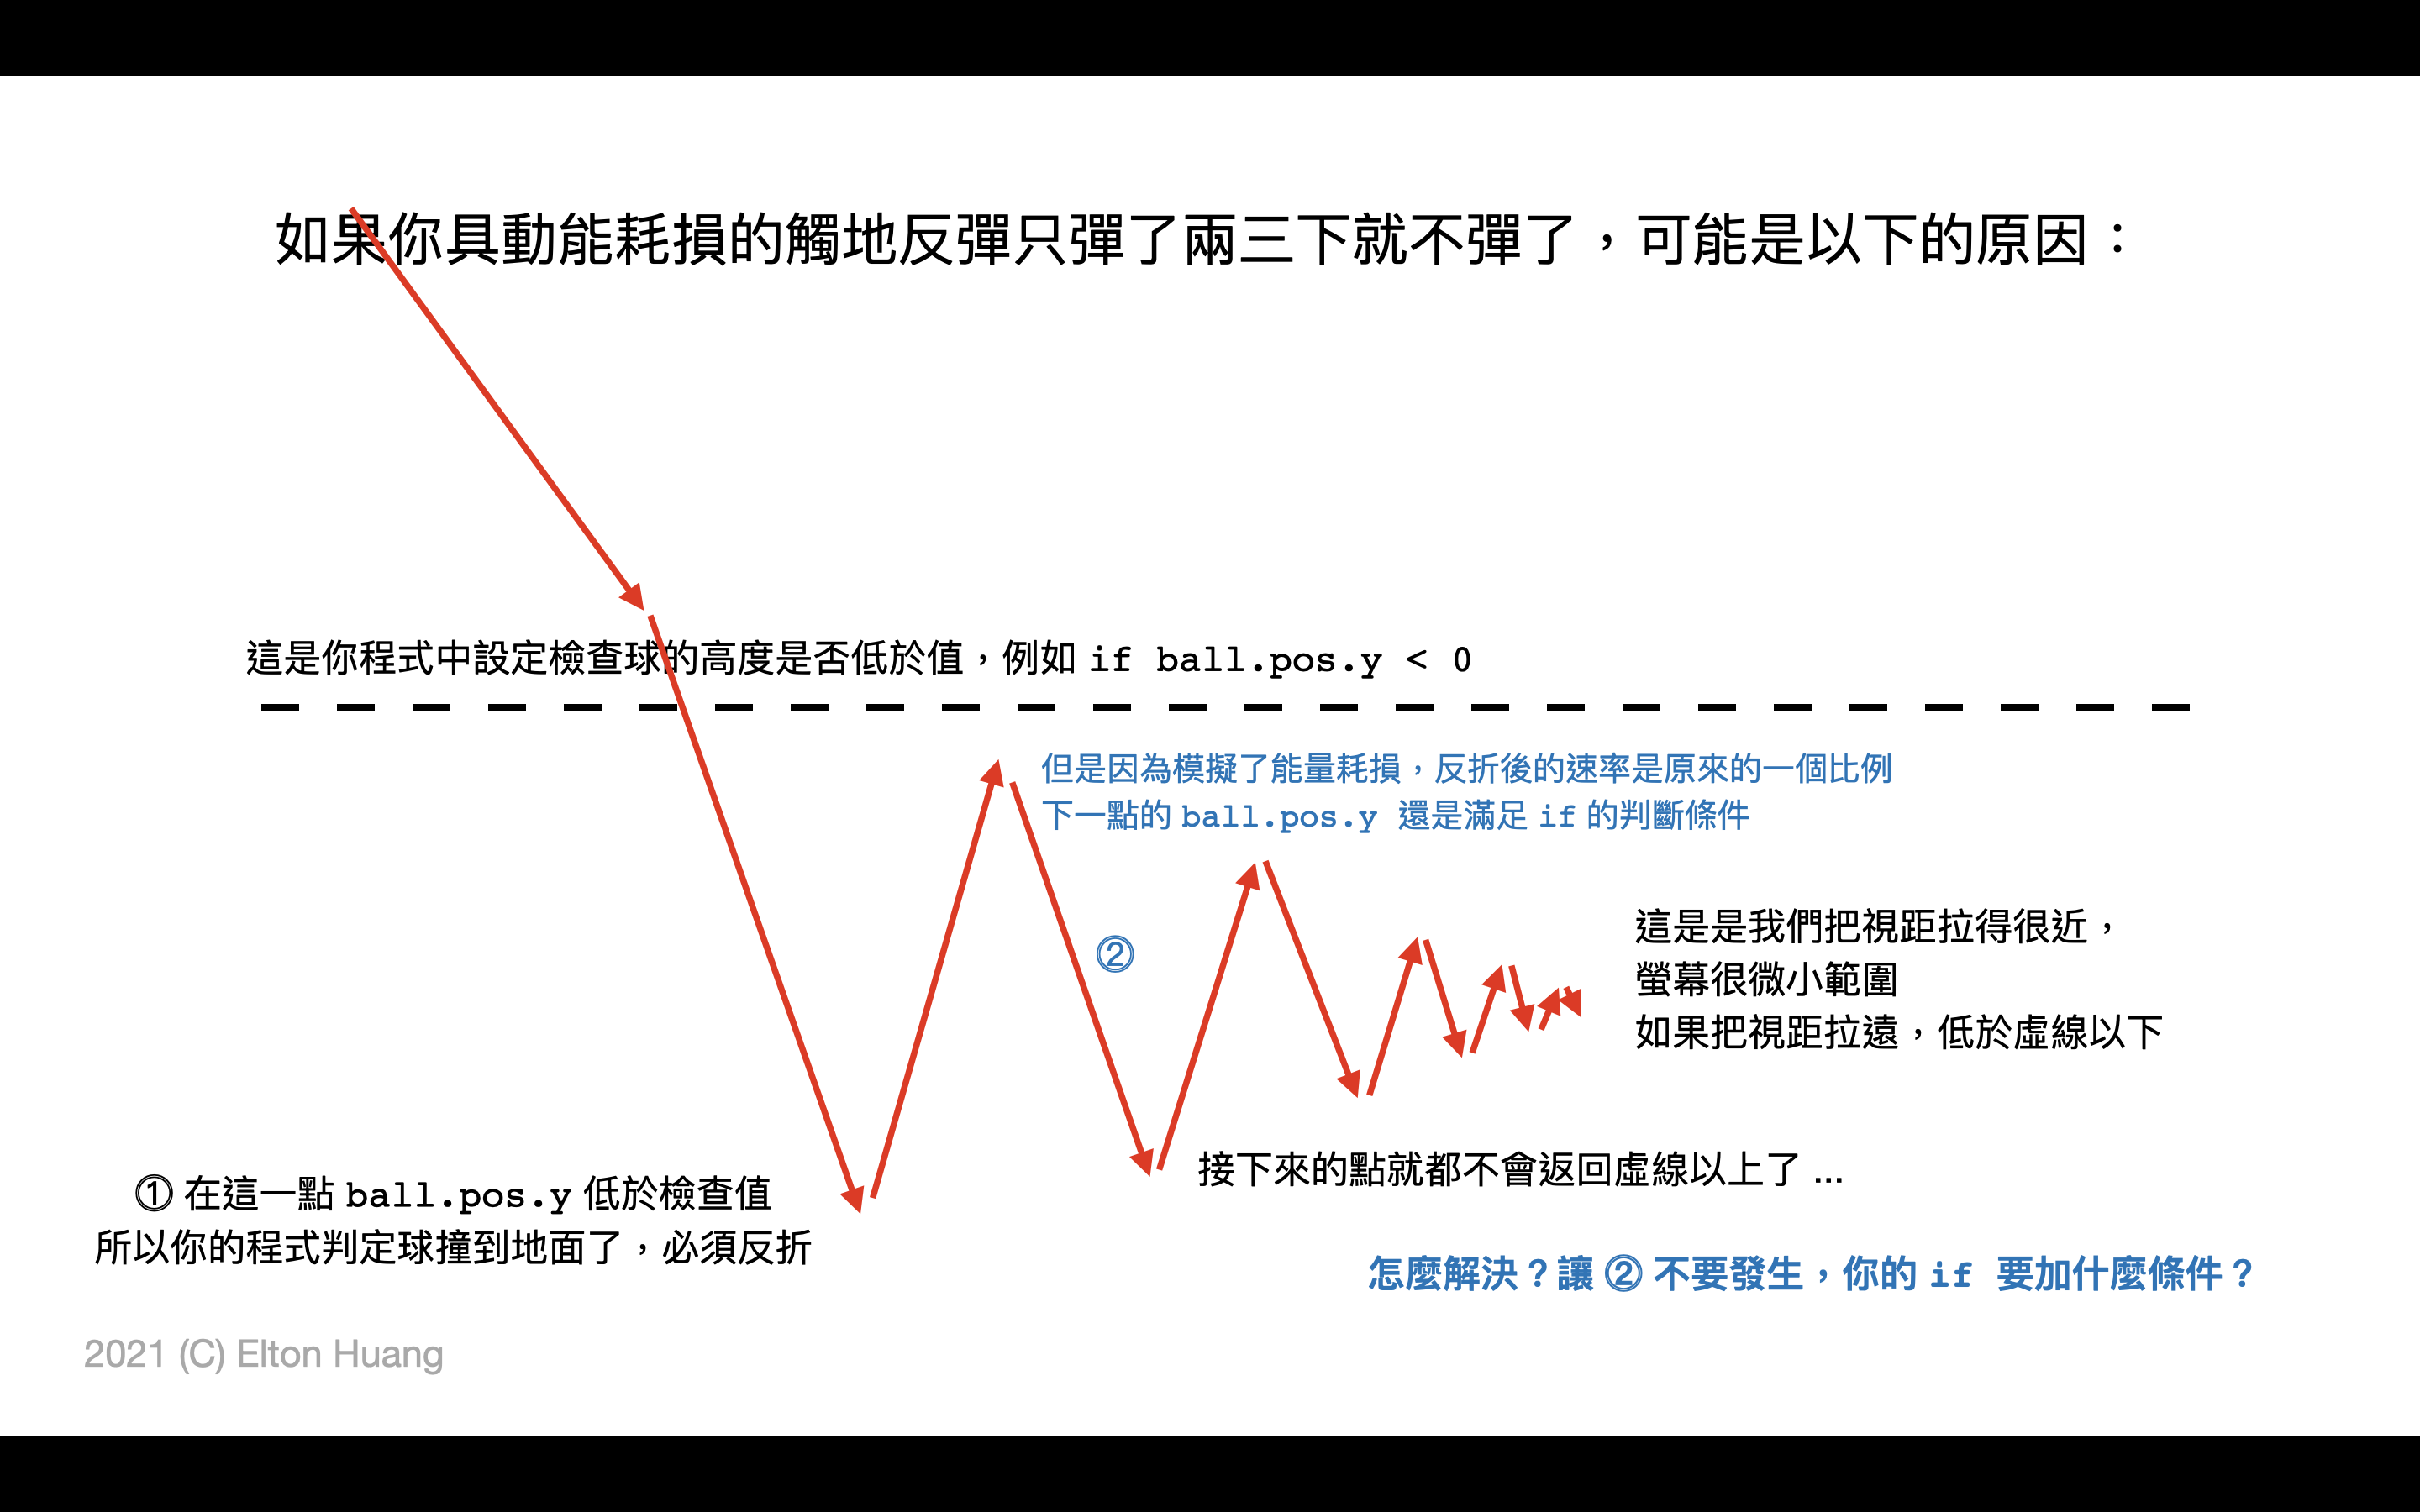 如果你具動能耗損的觸地反彈只彈了兩三下就不彈了，可能是以下的原因：
這是你程式中設定檢查球的高度是否低於值，例如 if ball.pos.y < 0
但是因為模擬了能量耗損，反折後的速率是原來的一個比例
下一點的 ball.pos.y 還是滿足 if 的判斷條件
②
這是是我們把視距拉得很近，
螢幕很微小範圍
如果把視距拉遠，低於虛線以下
接下來的點就都不會返回虛線以上了 ...
① 在這一點 ball.pos.y 低於檢查值
所以你的程式判定球撞到地面了，必須反折
怎麼解決？讓 ② 不要發生，你的 if 要加什麼條件？
2021 (C) Elton Huang